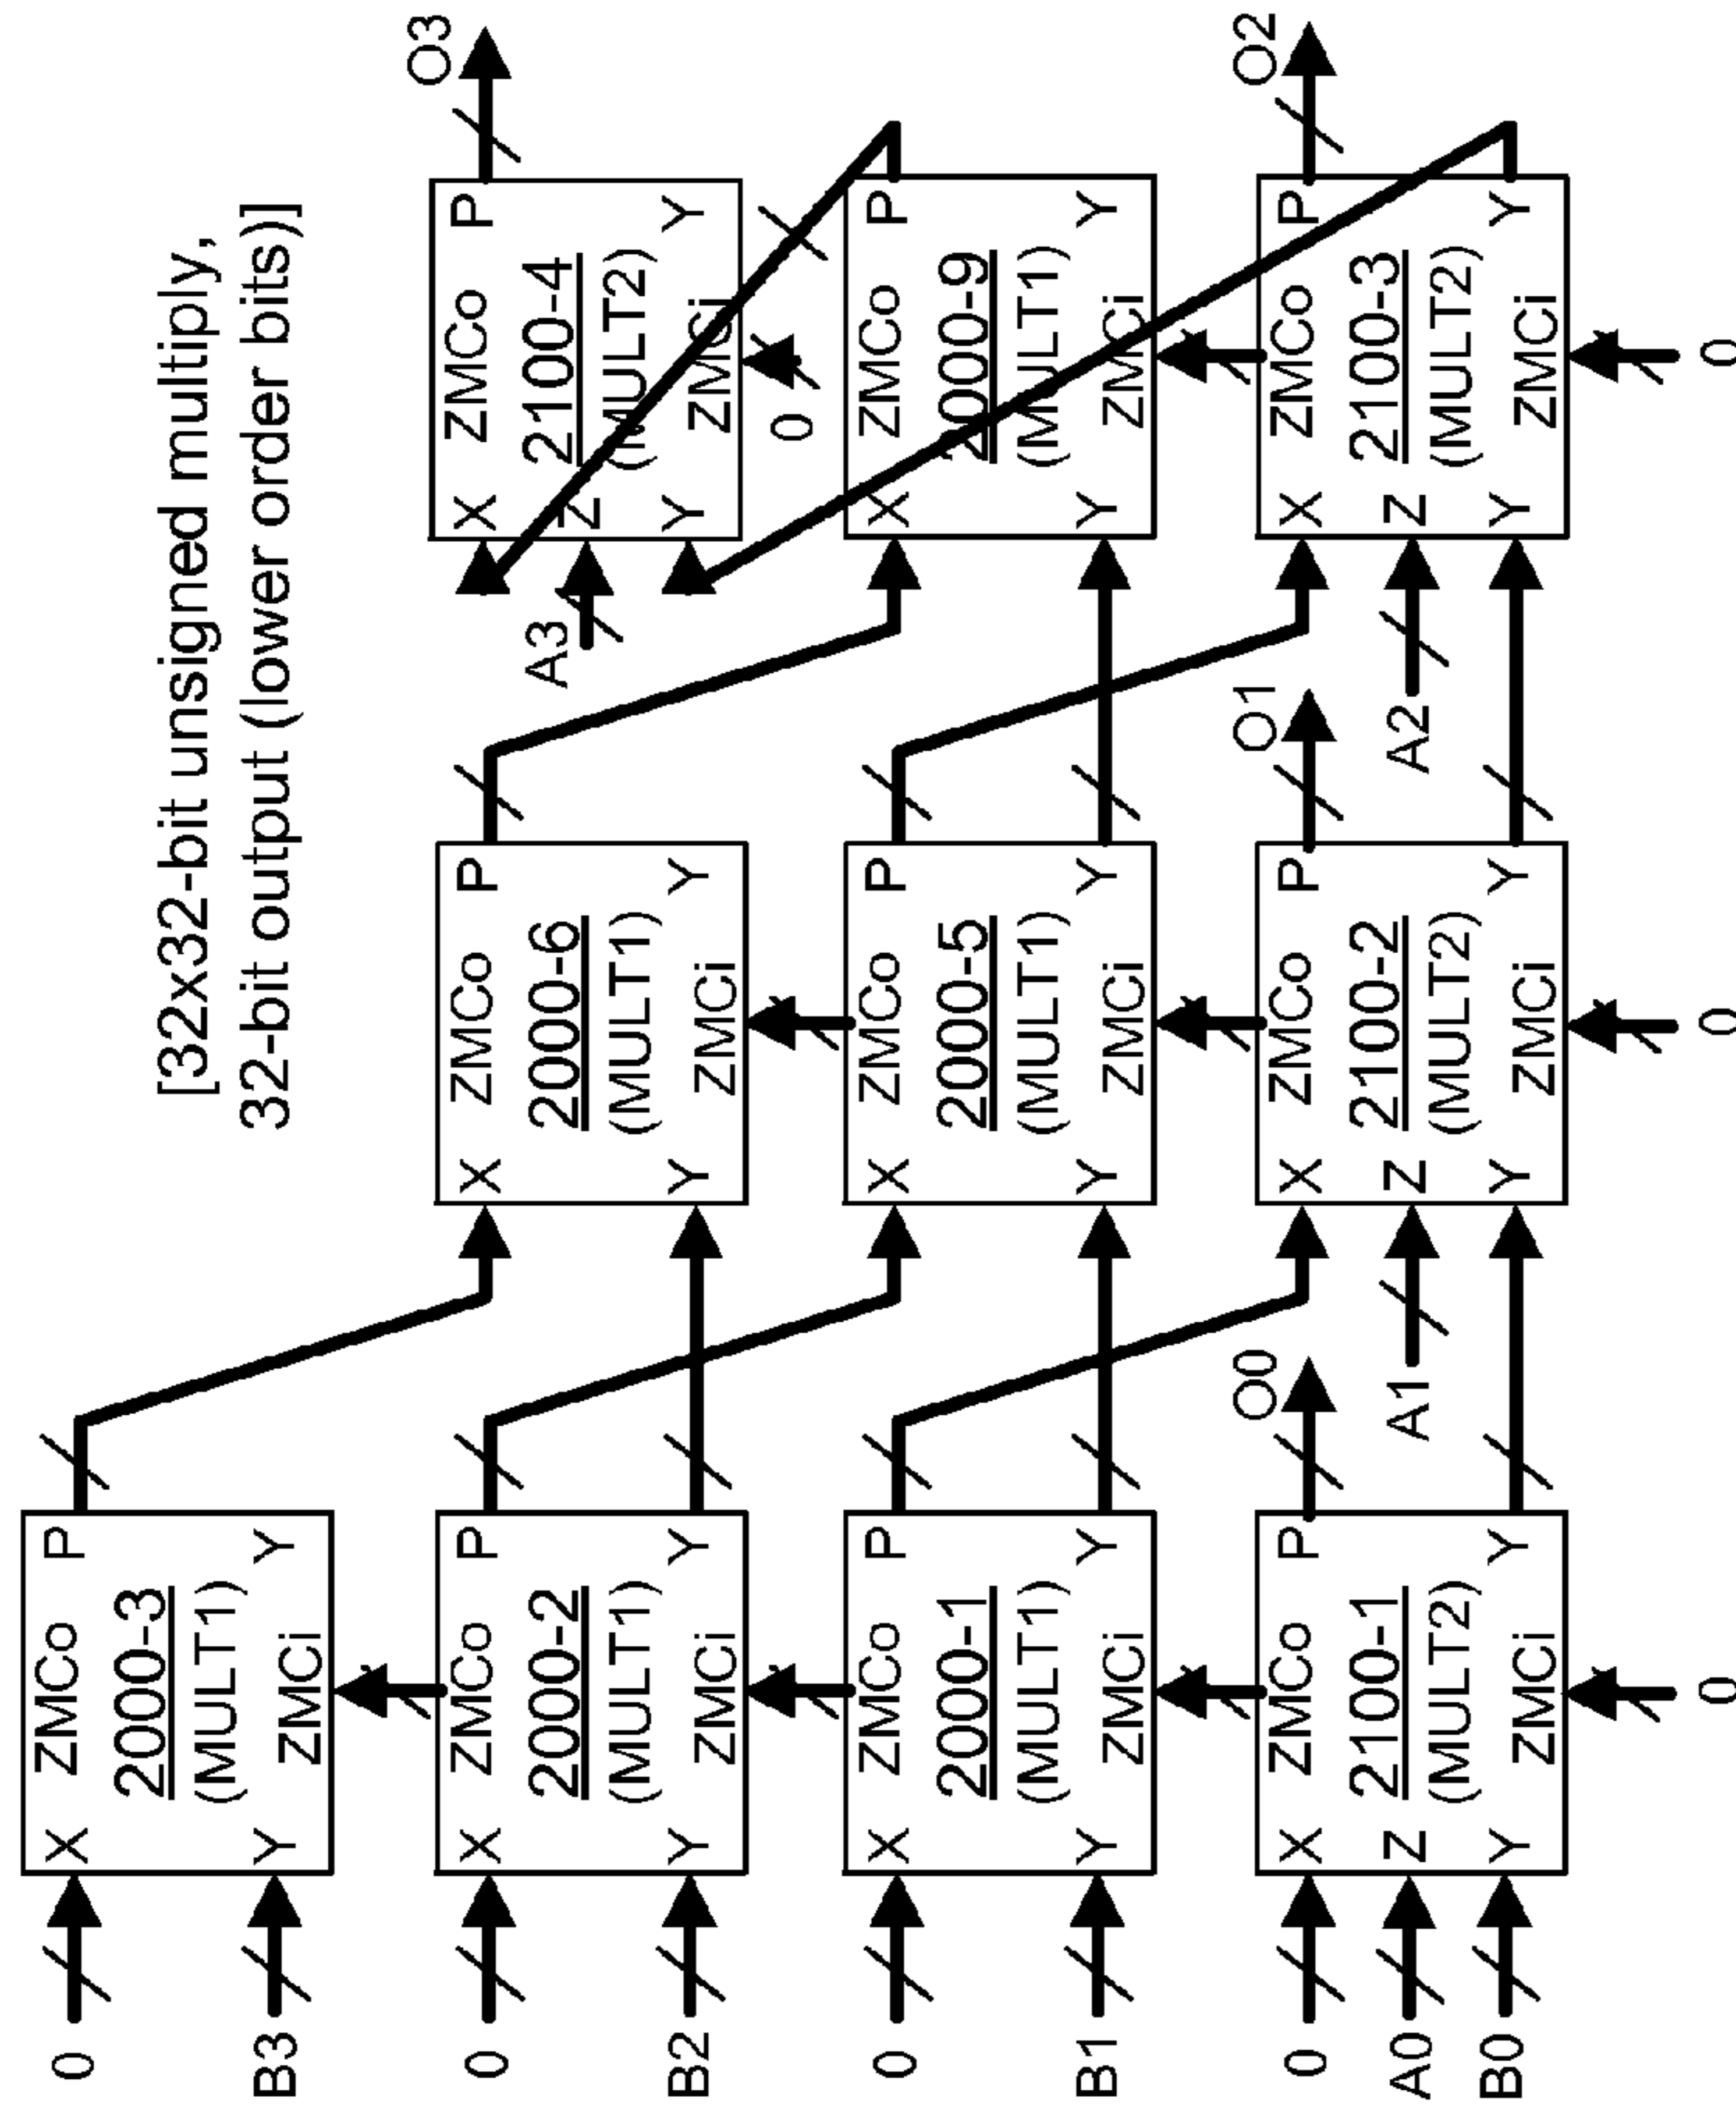 [32x32-bit unsigned multiply,
32-bit output (lower order bits)]
0
B3
X ZMCo P
2000-3
(MULT1)
Y ZMCi Y
0
B2
X ZMCo P
2000-2
(MULT1)
Y ZMCi Y
X ZMCo P
2000-6
(MULT1)
Y ZMCi Y
A3
X ZMCo P
2100-4
Z (MULT2)
Y ZMCi Y
O3
0
0
B1
X ZMCo P
2000-1
(MULT1)
Y ZMCi Y
X ZMCo P
2000-5
(MULT1)
Y ZMCi Y
X ZMCo P
2000-9
(MULT1)
Y ZMCi Y
0
A0
B0
X ZMCo P
Z 2100-1
(MULT2)
Y ZMCi Y
0
O0
A1
X ZMCo P
Z 2100-2
(MULT2)
Y ZMCi Y
0
O1
A2
X ZMCo P
Z 2100-3
(MULT2)
Y ZMCi Y
0
O2